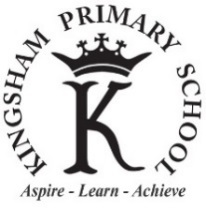 KINGSHAM PRIMARY SCHOOL
K
Aspire - Learn - Achieve